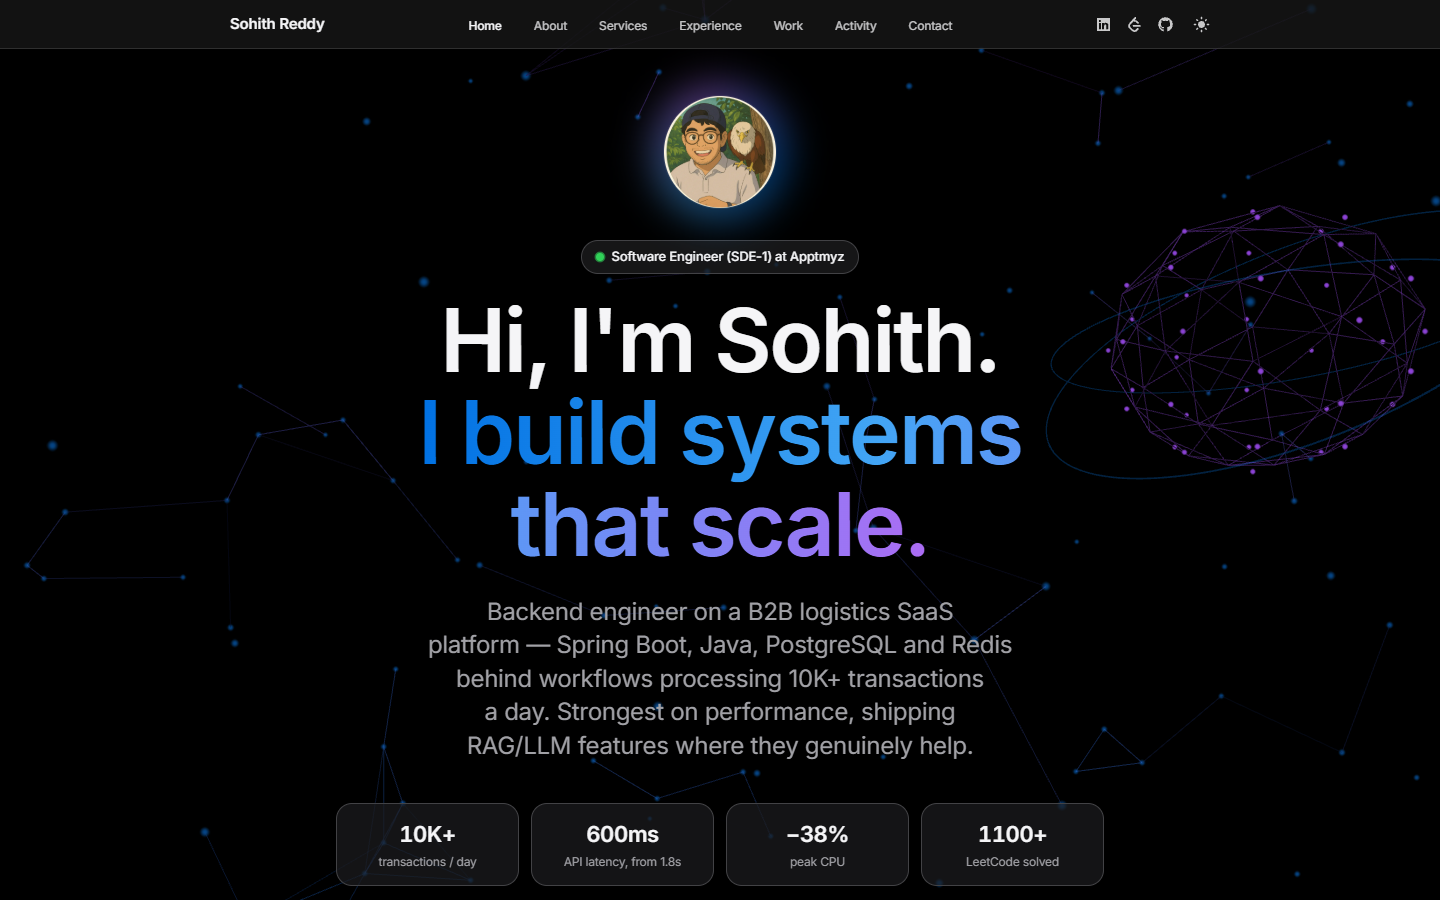 Sohith Reddy
Home
About
Services
Experience
Work
Activity
Contact
Software Engineer (SDE-1) at Apptmyz
Hi, I'm Sohith.
I build systems
that scale.
Backend engineer on a B2B logistics SaaS
platform — Spring Boot, Java, PostgreSQL and Redis
behind workflows processing 10K+ transactions
a day. Strongest on performance, shipping
RAG/LLM features where they genuinely help.
10K+
transactions / day
600ms
API latency, from 1.8s
−38%
peak CPU
1100+
LeetCode solved